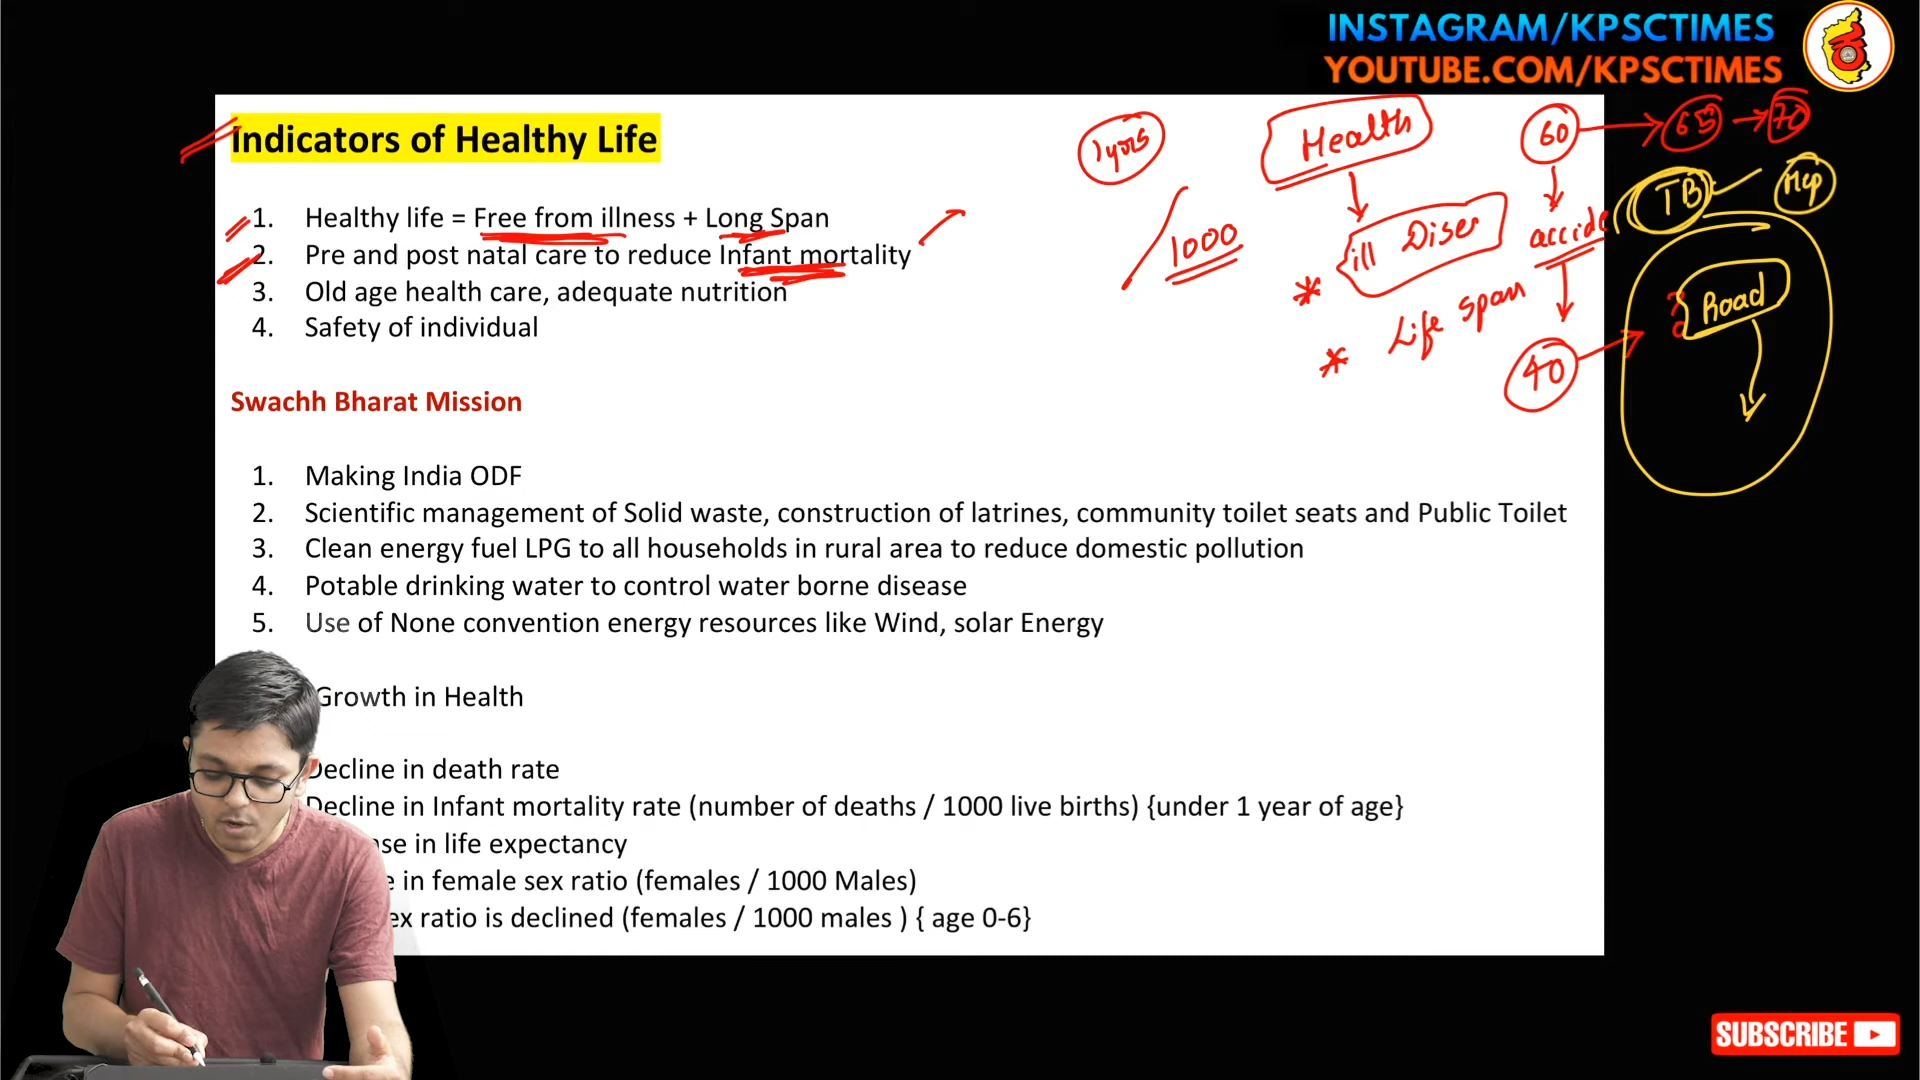 INSTAGRAM/KPSCTIMES
YOUTUBE.COM/KPSCTIMES
Indicators of Healthy Life
1. Healthy life = Free from illness + Long Span
2. Pre and post natal care to reduce Infant mortality
3. Old age health care, adequate nutrition
4. Safety of individual
1000
Health
ill Dise
* Life Span
*
60
65
70
accide
40
TB
Road
Swachh Bharat Mission
1. Making India ODF
2. Scientific management of Solid waste, construction of latrines, community toilet seats and Public Toilet
3. Clean energy fuel LPG to all households in rural area to reduce domestic pollution
4. Potable drinking water to control water borne disease
5. Use of None convention energy resources like Wind, solar Energy
Growth in Health
Decline in death rate
Decline in Infant mortality rate (number of deaths / 1000 live births) {under 1 year of age}
se in life expectancy
e in female sex ratio (females / 1000 Males)
ex ratio is declined (females / 1000 males ) { age 0-6}
SUBSCRIBE